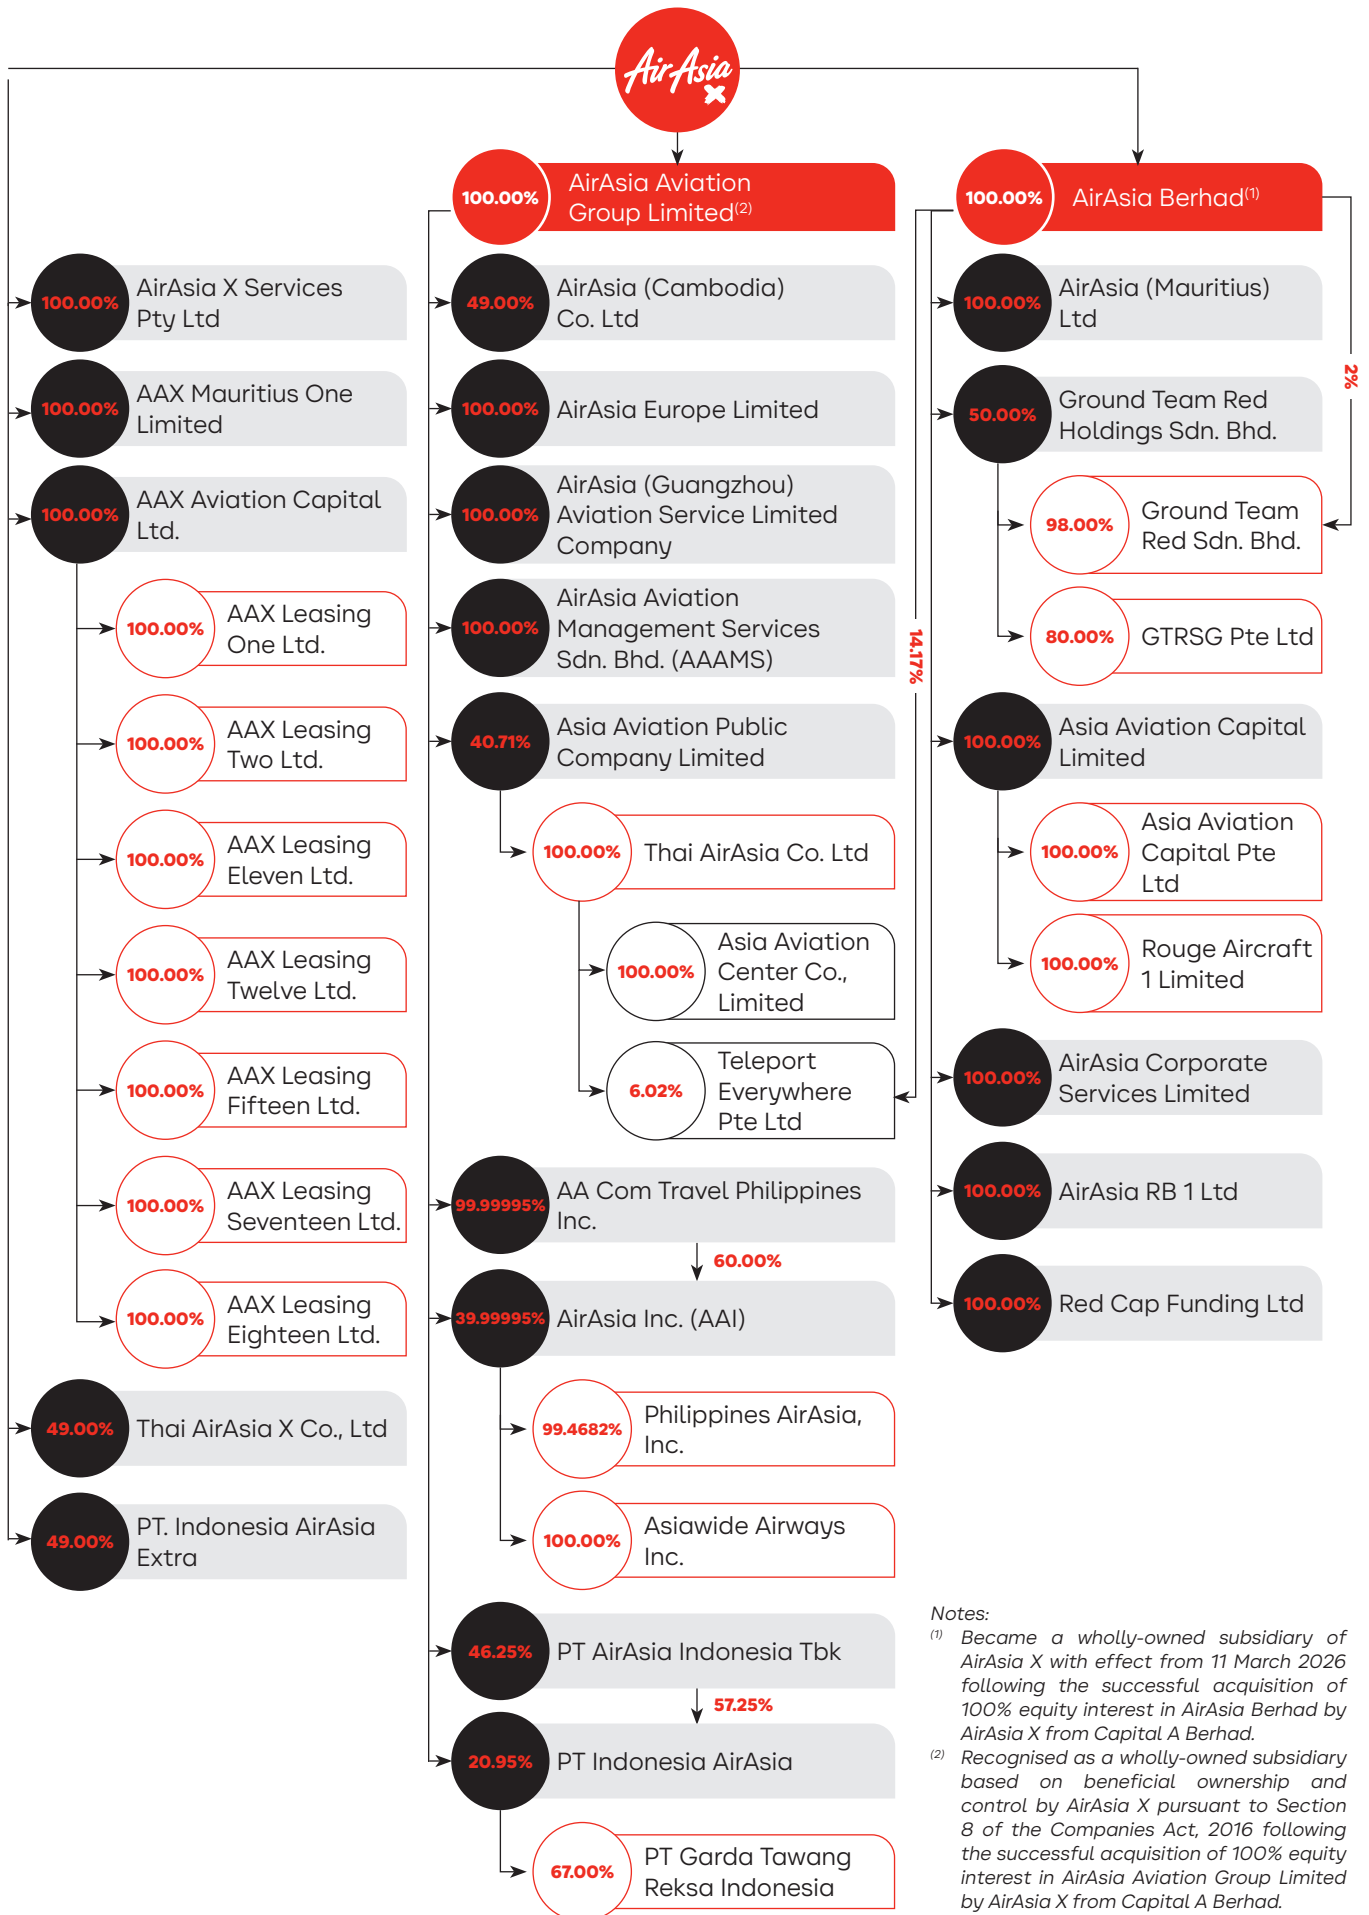 AirAsia
X
100.00%
AirAsia Aviation
Group Limited(2)
100.00%
AirAsia Berhad(1)
100.00%
AirAsia X Services
Pty Ltd
100.00%
AAX Mauritius One
Limited
100.00%
AAX Aviation Capital
Ltd.
100.00%
AAX Leasing
One Ltd.
100.00%
AAX Leasing
Two Ltd.
100.00%
AAX Leasing
Eleven Ltd.
100.00%
AAX Leasing
Twelve Ltd.
100.00%
AAX Leasing
Fifteen Ltd.
100.00%
AAX Leasing
Seventeen Ltd.
100.00%
AAX Leasing
Eighteen Ltd.
49.00%
Thai AirAsia X Co., Ltd
49.00%
PT. Indonesia AirAsia
Extra
49.00%
AirAsia (Cambodia)
Co. Ltd
100.00%
AirAsia Europe Limited
100.00%
AirAsia (Guangzhou)
Aviation Service Limited
Company
100.00%
AirAsia Aviation
Management Services
Sdn. Bhd. (AAAMS)
40.71%
Asia Aviation Public
Company Limited
100.00%
Thai AirAsia Co. Ltd
100.00%
Asia Aviation
Center Co.,
Limited
6.02%
Teleport
Everywhere
Pte Ltd
14.17%
99.99995%
AA Com Travel Philippines
Inc.
60.00%
39.99995%
AirAsia Inc. (AAI)
99.4682%
Philippines AirAsia,
Inc.
100.00%
Asiawide Airways
Inc.
46.25%
PT AirAsia Indonesia Tbk
57.25%
20.95%
PT Indonesia AirAsia
67.00%
PT Garda Tawang
Reksa Indonesia
100.00%
AirAsia (Mauritius)
Ltd
2%
50.00%
Ground Team Red
Holdings Sdn. Bhd.
98.00%
Ground Team
Red Sdn. Bhd.
80.00%
GTRSG Pte Ltd
100.00%
Asia Aviation Capital
Limited
100.00%
Asia Aviation
Capital Pte
Ltd
100.00%
Rouge Aircraft
1 Limited
100.00%
AirAsia Corporate
Services Limited
100.00%
AirAsia RB 1 Ltd
100.00%
Red Cap Funding Ltd
Notes:
(1) Became a wholly-owned subsidiary of
AirAsia X with effect from 11 March 2026
following the successful acquisition of
100% equity interest in AirAsia Berhad by
AirAsia X from Capital A Berhad.
(2) Recognised as a wholly-owned subsidiary
based on beneficial ownership and
control by AirAsia X pursuant to Section
8 of the Companies Act, 2016 following
the successful acquisition of 100% equity
interest in AirAsia Aviation Group Limited
by AirAsia X from Capital A Berhad.